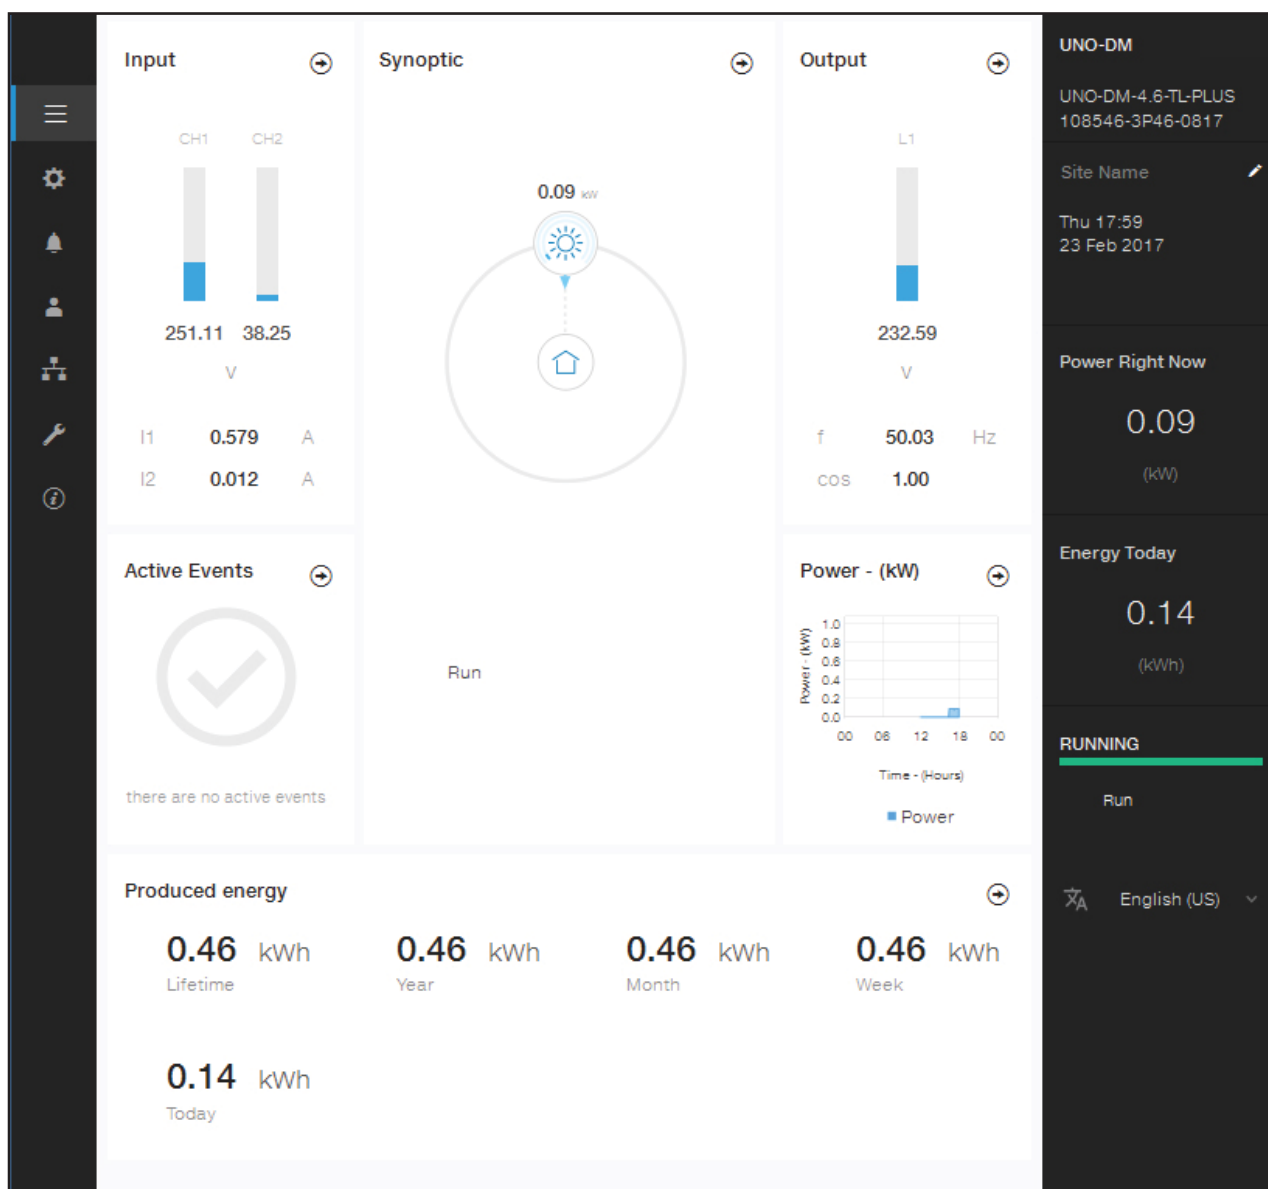 Input
CH1 CH2
251.11 38.25
V
I1 0.579 A
I2 0.012 A
Synoptic
0.09 kW
Run
Output
L1
232.59
V
f 50.03 Hz
cos 1.00
Active Events
there are no active events
Power - (kW)
Power - (kW)
1.0
0.8
0.6
0.4
0.2
0.0
00 06 12 18 00
Time - (Hours)
Power
Produced energy
0.46 kWh
Lifetime
0.46 kWh
Year
0.46 kWh
Month
0.46 kWh
Week
0.14 kWh
Today
UNO-DM
UNO-DM-4.6-TL-PLUS
108546-3P46-0817
Site Name
Thu 17:59
23 Feb 2017
Power Right Now
0.09
(kW)
Energy Today
0.14
(kWh)
RUNNING
Run
English (US)